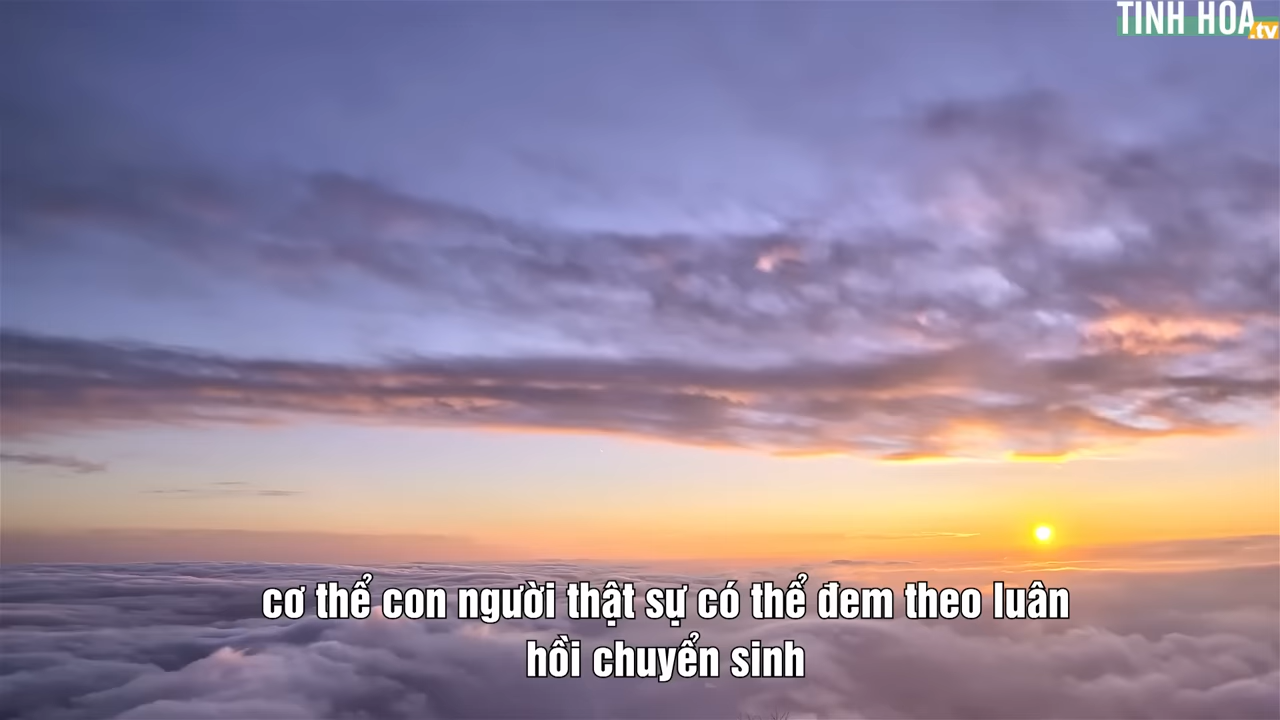 TINH HOA
.tv
cơ thể con người thật sự có thể đem theo luân
hồi chuyển sinh